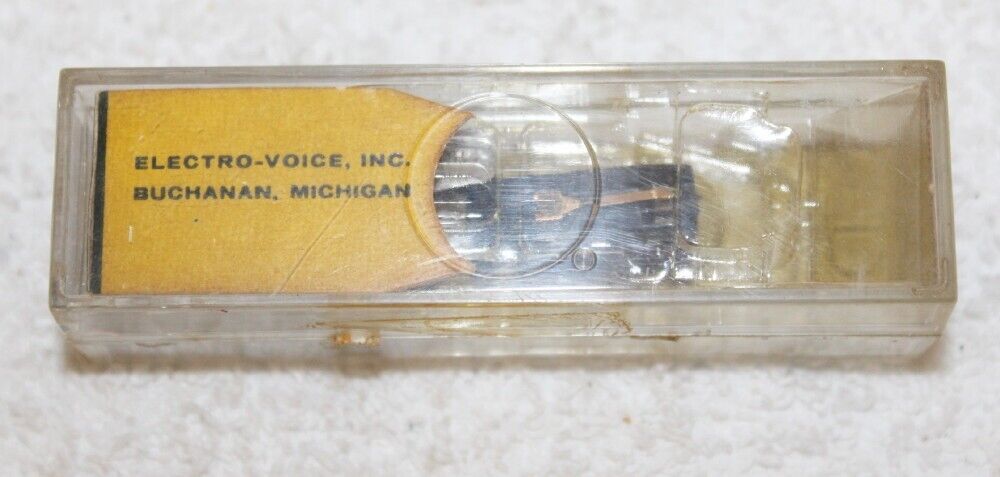 ELECTRO-VOICE, INC.
BUCHANAN, MICHIGAN